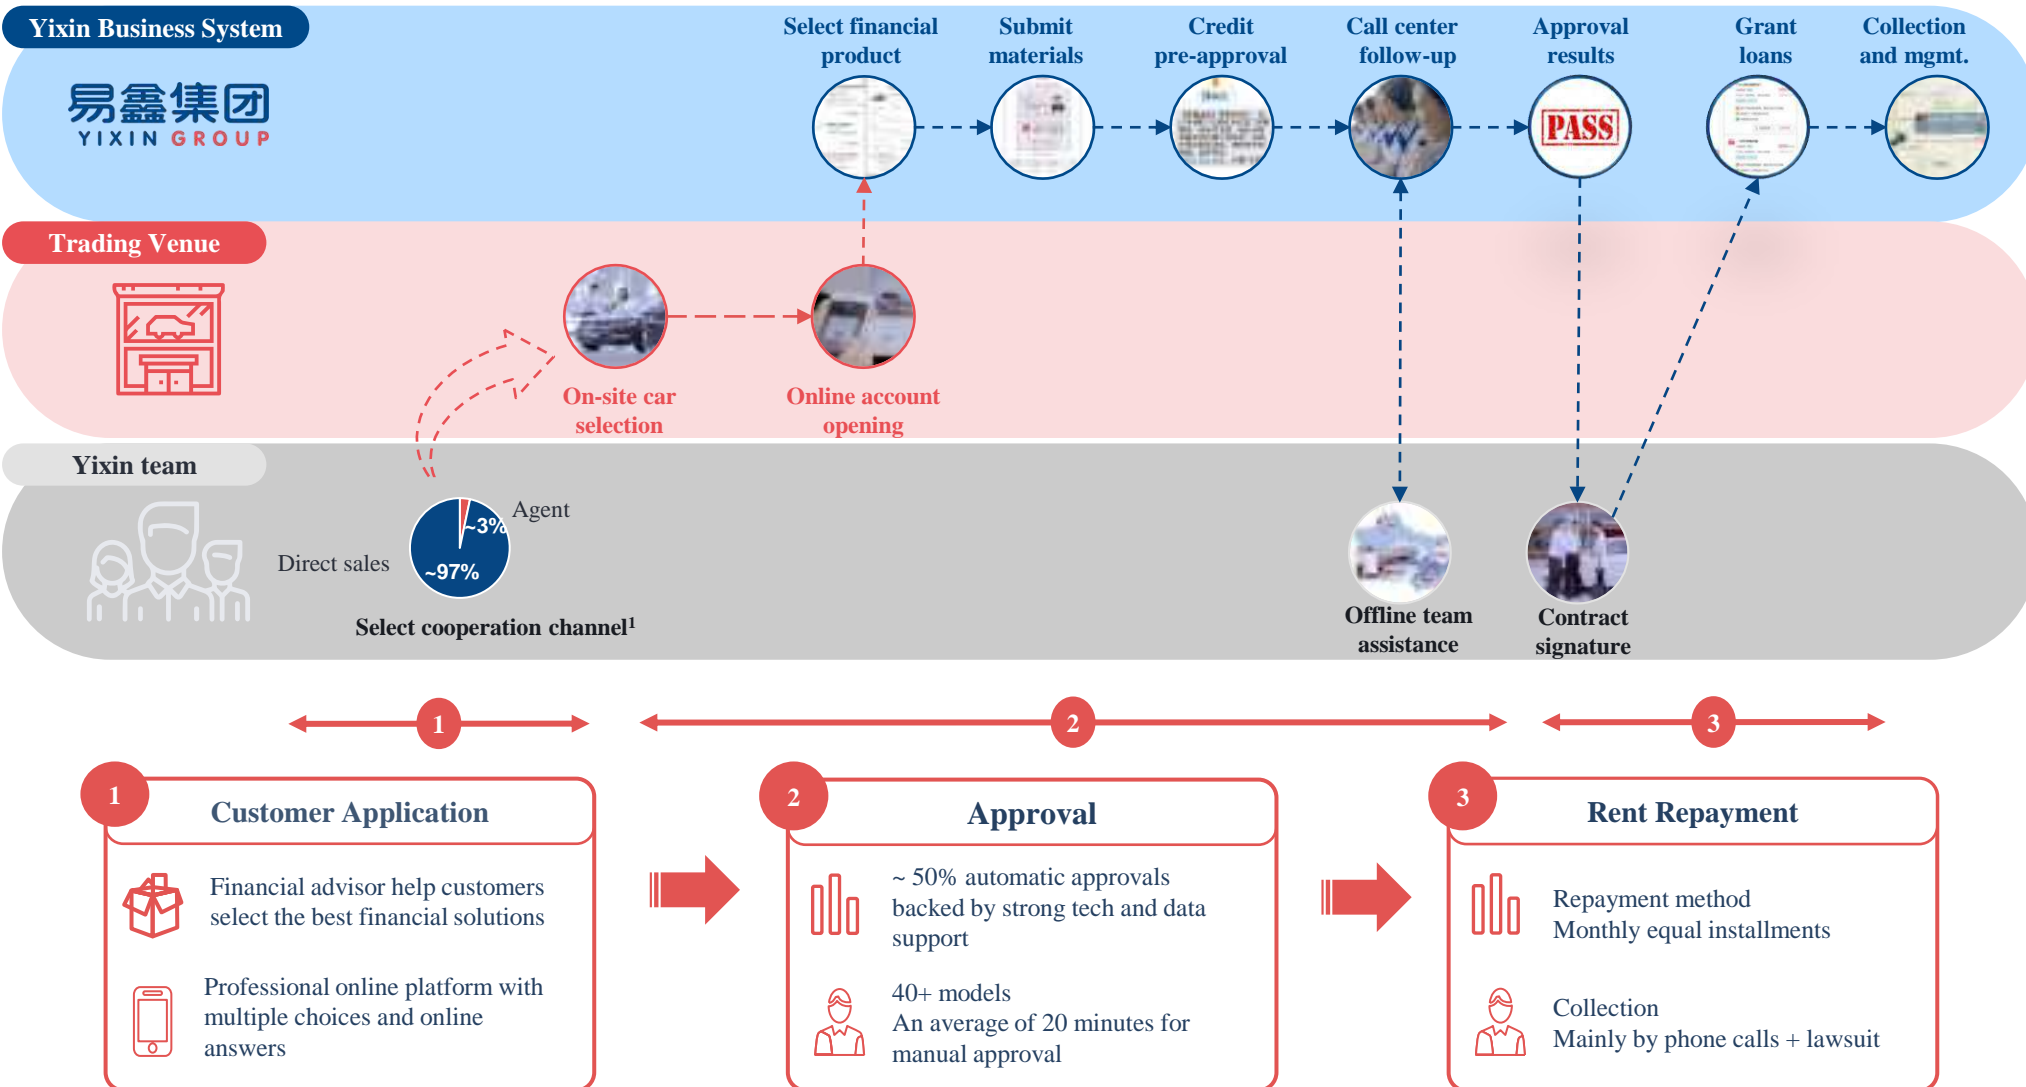 Yixin Business System
易鑫集团
YIXIN GROUP
Select financial
product
Submit
materials
Credit
pre-approval
Call center
follow-up
Approval
results
Grant
loans
Collection
and mgmt.
PASS
Trading Venue
On-site car
selection
Online account
opening
Yixin team
Agent
~3%
Direct sales
~97%
Select cooperation channel¹
Offline team
assistance
Contract
signature
1
2
3
1
Customer Application
Financial advisor help customers
select the best financial solutions
Professional online platform with
multiple choices and online
answers
2
Approval
~ 50% automatic approvals
backed by strong tech and data
support
40+ models
An average of 20 minutes for
manual approval
3
Rent Repayment
Repayment method
Monthly equal installments
Collection
Mainly by phone calls + lawsuit